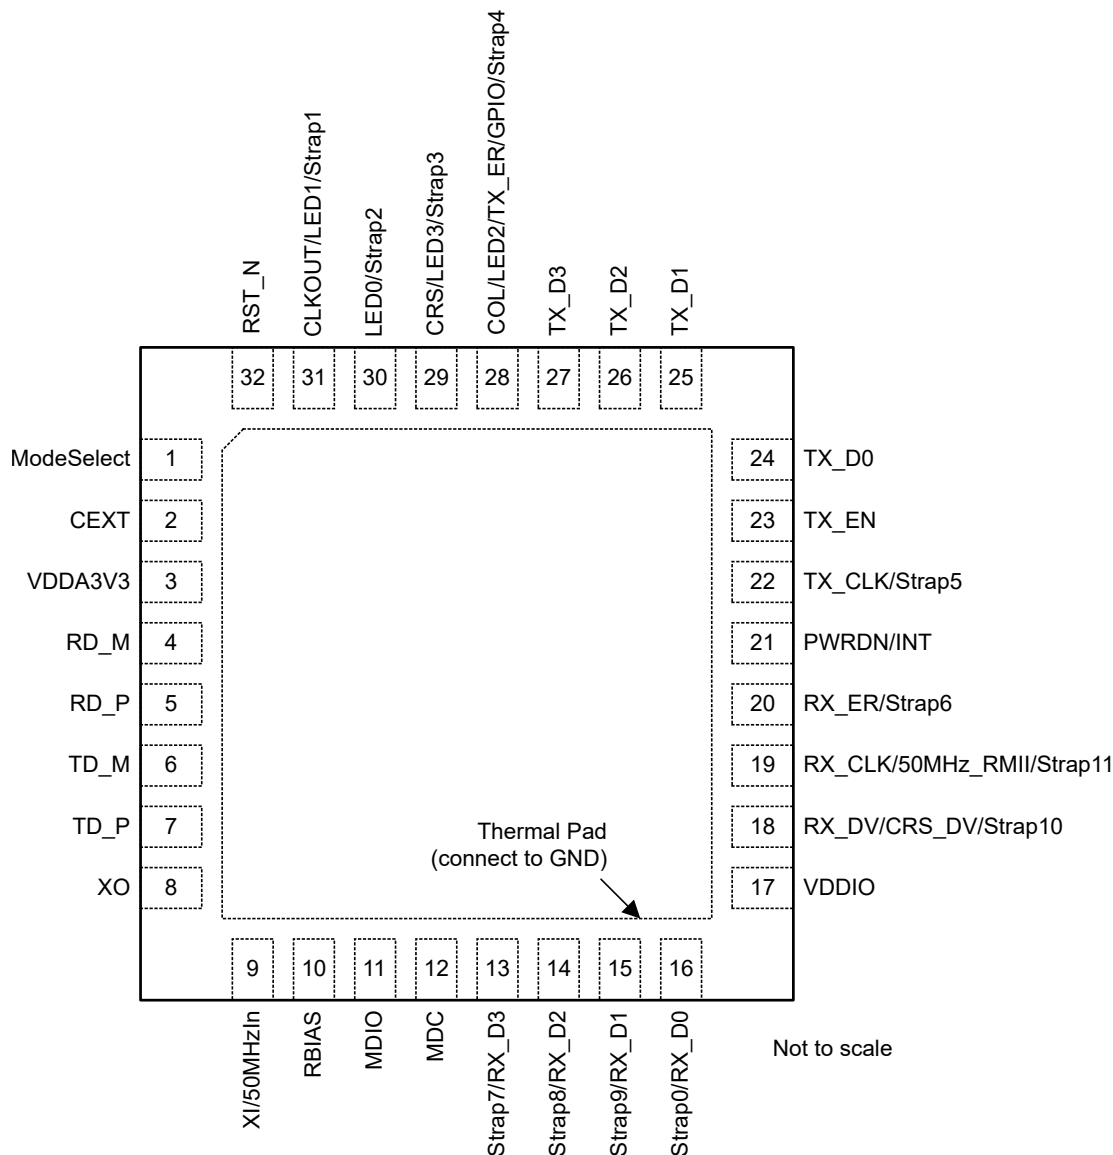 RST_N
CLKOUT/LED1/Strap1
LED0/Strap2
CRS/LED3/Strap3
COL/LED2/TX_ER/GPIO/Strap4
TX_D3
TX_D2
TX_D1
32
31
30
29
28
27
26
25
ModeSelect
1
CEXT
2
VDDA3V3
3
RD_M
4
RD_P
5
TD_M
6
TD_P
7
XO
8
24
TX_D0
23
TX_EN
22
TX_CLK/Strap5
21
PWRDN/INT
20
RX_ER/Strap6
19
RX_CLK/50MHz_RMII/Strap11
18
RX_DV/CRS_DV/Strap10
17
VDDIO
Thermal Pad
(connect to GND)
9
10
11
12
13
14
15
16
XI/50MHzIn
RBIAS
MDIO
MDC
Strap7/RX_D3
Strap8/RX_D2
Strap9/RX_D1
Strap0/RX_D0
Not to scale